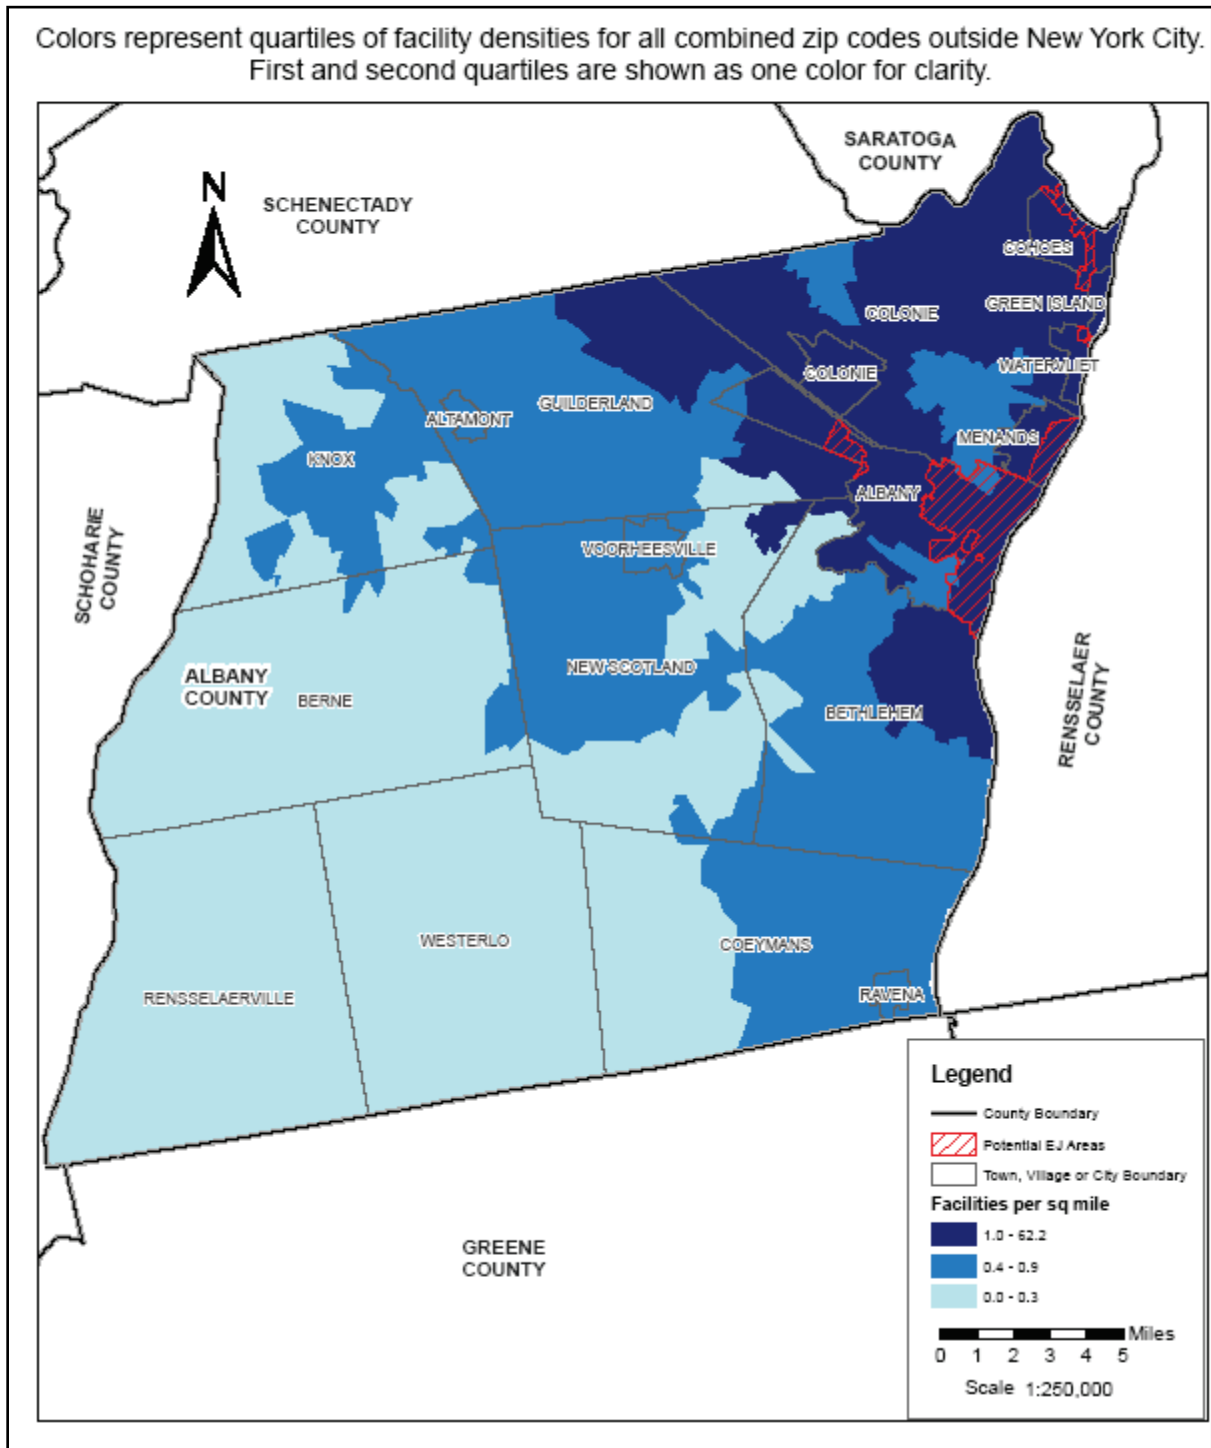 Colors represent quartiles of facility densities for all combined zip codes outside New York City.
First and second quartiles are shown as one color for clarity.
SARATOGA
COUNTY
N
SCHENECTADY
COUNTY
COHOES
GREEN ISLAND
COLONIE
WATERVLIET
COLONIE
GUILDERLAND
ALTAMONT
MENANDS
KNOX
ALBANY
SCHOHARIE
COUNTY
VOORHEESVILLE
NEW SCOTLAND
ALBANY
COUNTY
BERNE
BETHLEHEM
RENSSELAER
COUNTY
WESTERLO
COEYMANS
RENSSELAERVILLE
RAVENA
GREENE
COUNTY
Legend
County Boundary
Potential EJ Areas
Town, Village or City Boundary
Facilities per sq mile
1.0 - 62.2
0.4 - 0.9
0.0 - 0.3
Miles
0 1 2 3 4 5
Scale 1:250,000